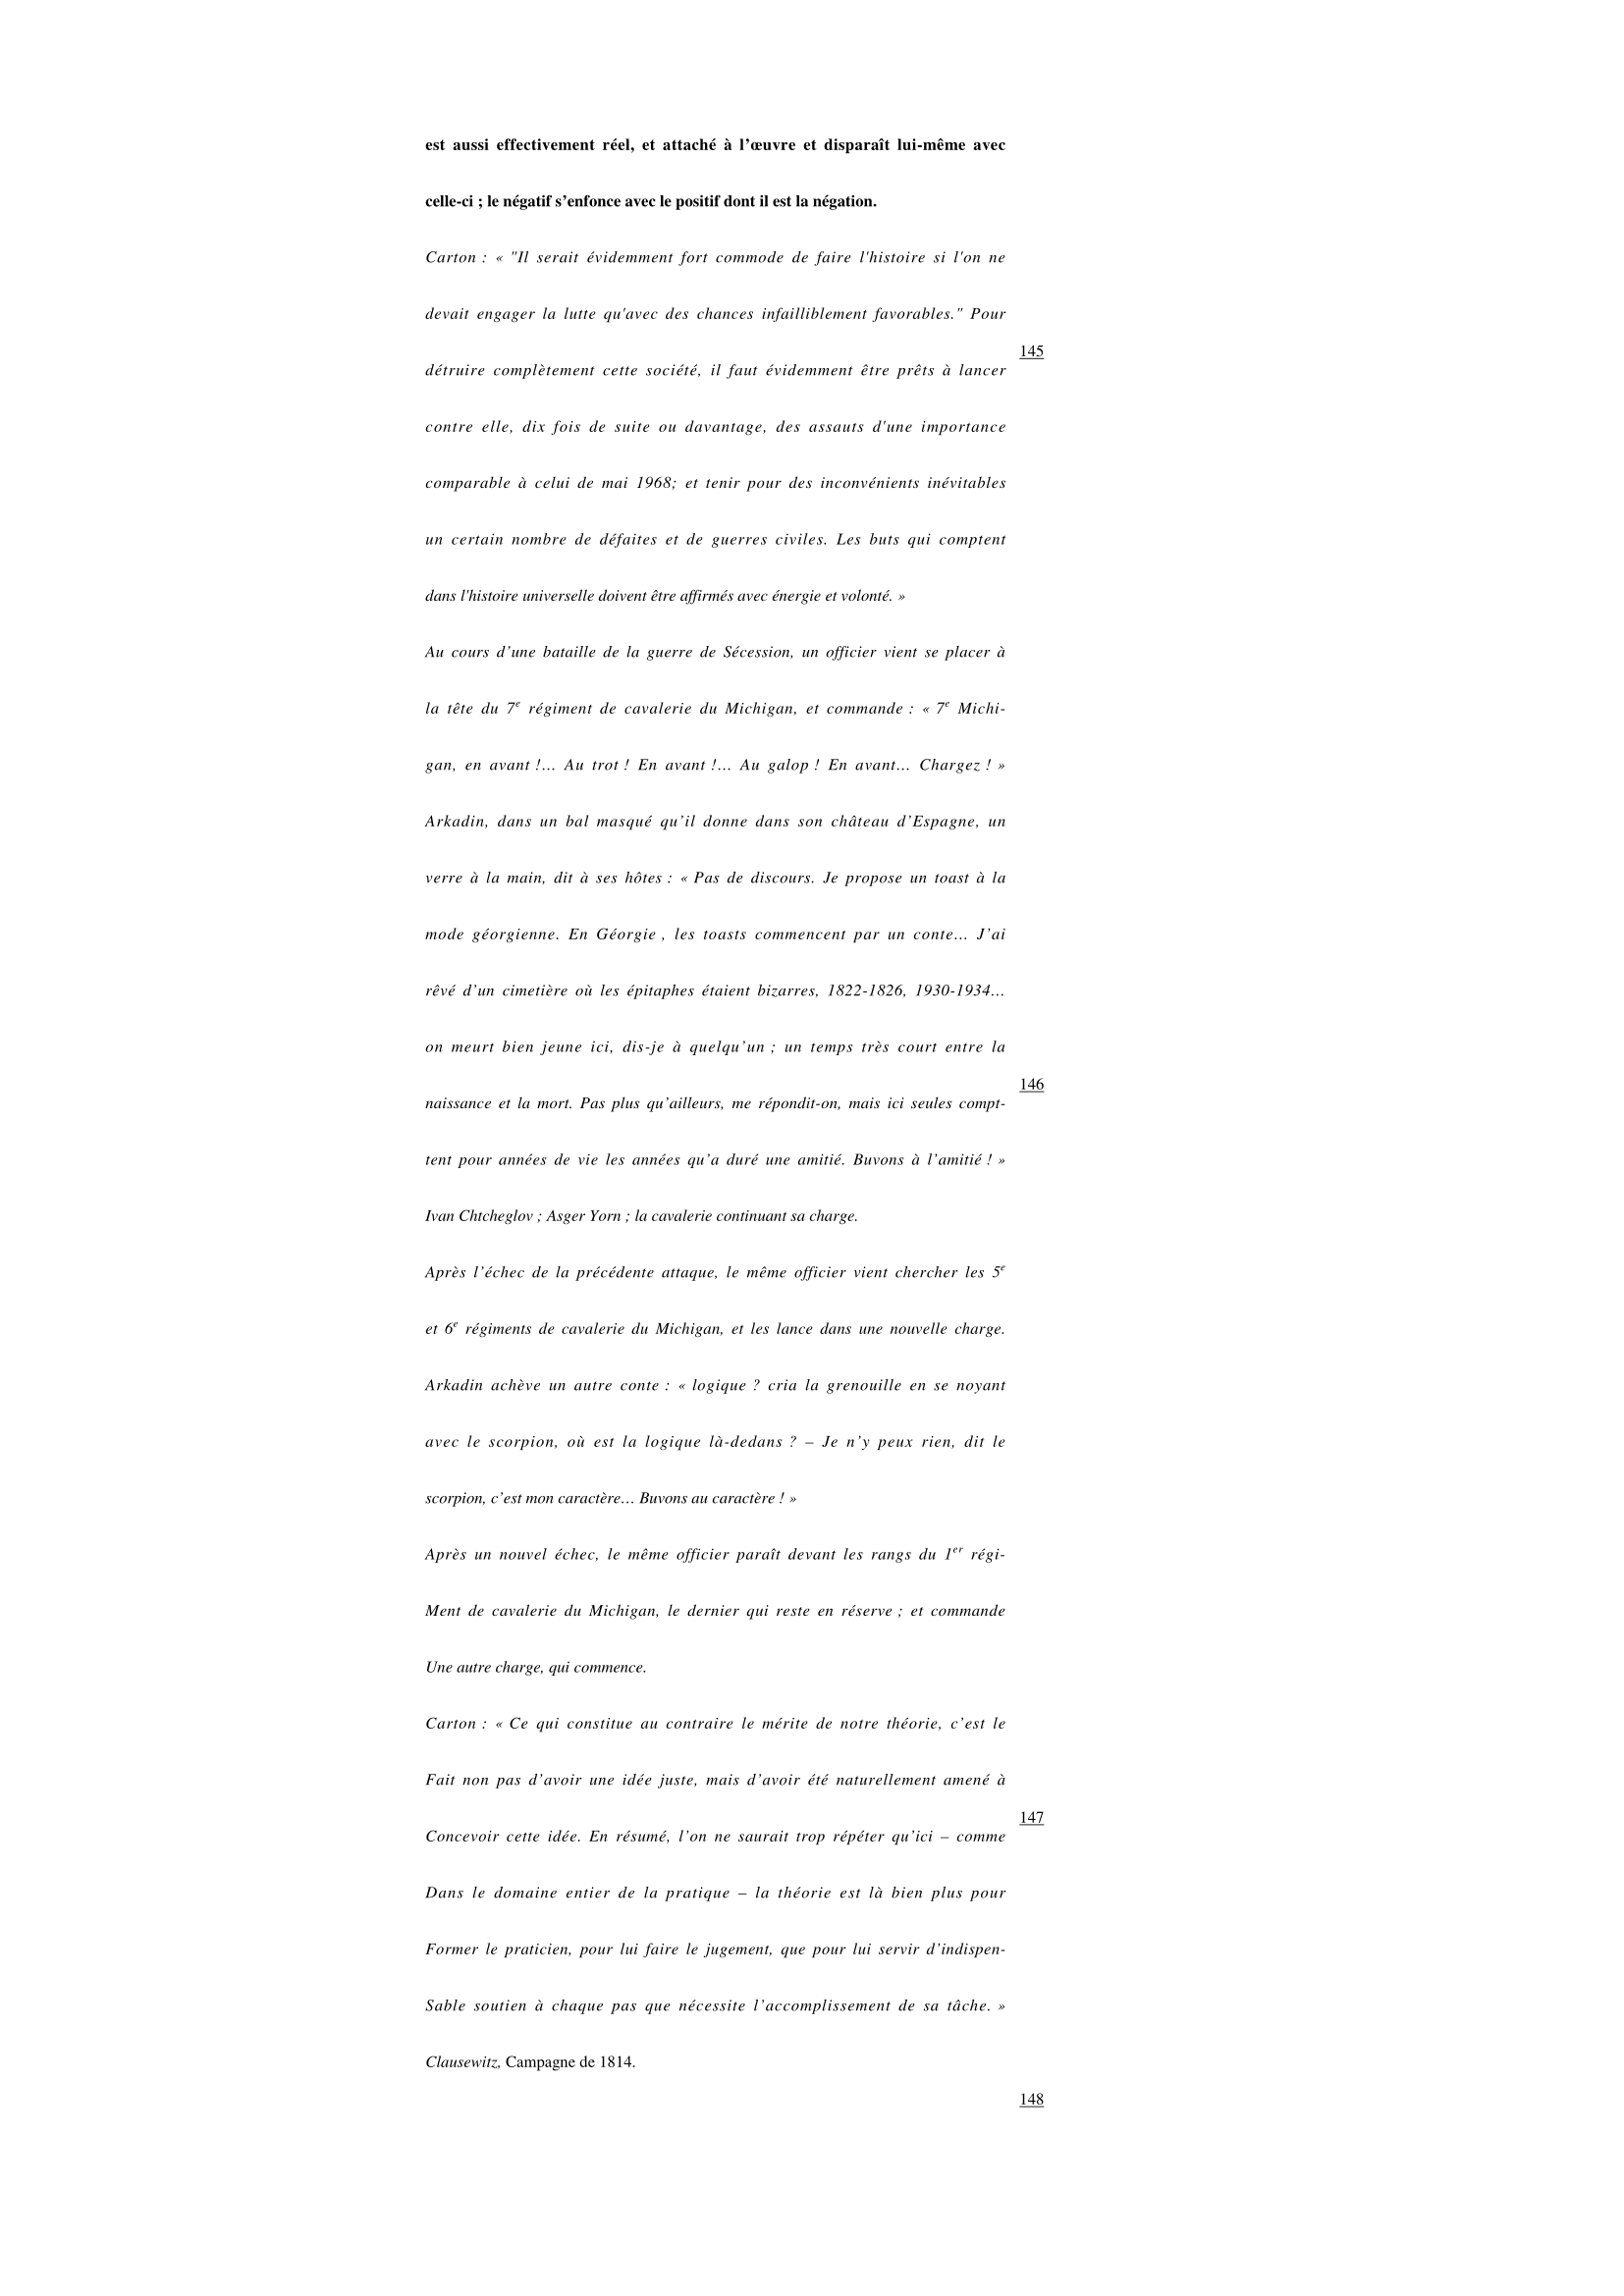 est aussi effectivement réel, et attaché à l’œuvre et disparaît lui-même avec
celle-ci ; le négatif s’enfonce avec le positif dont il est la négation.
Carton : « "Il serait évidemment fort commode de faire l'histoire si l'on ne
devait engager la lutte qu'avec des chances infailliblement favorables." Pour
145
détruire complètement cette société, il faut évidemment être prêts à lancer
contre elle, dix fois de suite ou davantage, des assauts d'une importance
comparable à celui de mai 1968; et tenir pour des inconvénients inévitables
un certain nombre de défaites et de guerres civiles. Les buts qui comptent
dans l'histoire universelle doivent être affirmés avec énergie et volonté. »
Au cours d’une bataille de la guerre de Sécession, un officier vient se placer à
la tête du 7e régiment de cavalerie du Michigan, et commande : « 7e Michi-
gan, en avant !… Au trot ! En avant !… Au galop ! En avant… Chargez ! »
Arkadin, dans un bal masqué qu’il donne dans son château d’Espagne, un
verre à la main, dit à ses hôtes : « Pas de discours. Je propose un toast à la
mode géorgienne. En Géorgie , les toasts commencent par un conte… J’ai
rêvé d’un cimetière où les épitaphes étaient bizarres, 1822-1826, 1930-1934…
on meurt bien jeune ici, dis-je à quelqu’un ; un temps très court entre la
146
naissance et la mort. Pas plus qu’ailleurs, me répondit-on, mais ici seules compt-
tent pour années de vie les années qu’a duré une amitié. Buvons à l’amitié ! »
Ivan Chtcheglov ; Asger Yorn ; la cavalerie continuant sa charge.
Après l’échec de la précédente attaque, le même officier vient chercher les 5e
et 6e régiments de cavalerie du Michigan, et les lance dans une nouvelle charge.
Arkadin achève un autre conte : « logique ? cria la grenouille en se noyant
avec le scorpion, où est la logique là-dedans ? – Je n’y peux rien, dit le
scorpion, c’est mon caractère… Buvons au caractère ! »
Après un nouvel échec, le même officier paraît devant les rangs du 1er régi-
Ment de cavalerie du Michigan, le dernier qui reste en réserve ; et commande
Une autre charge, qui commence.
Carton : « Ce qui constitue au contraire le mérite de notre théorie, c’est le
Fait non pas d’avoir une idée juste, mais d’avoir été naturellement amené à
147
Concevoir cette idée. En résumé, l’on ne saurait trop répéter qu’ici – comme
Dans le domaine entier de la pratique – la théorie est là bien plus pour
Former le praticien, pour lui faire le jugement, que pour lui servir d’indispen-
Sable soutien à chaque pas que nécessite l’accomplissement de sa tâche. »
Clausewitz, Campagne de 1814.
148